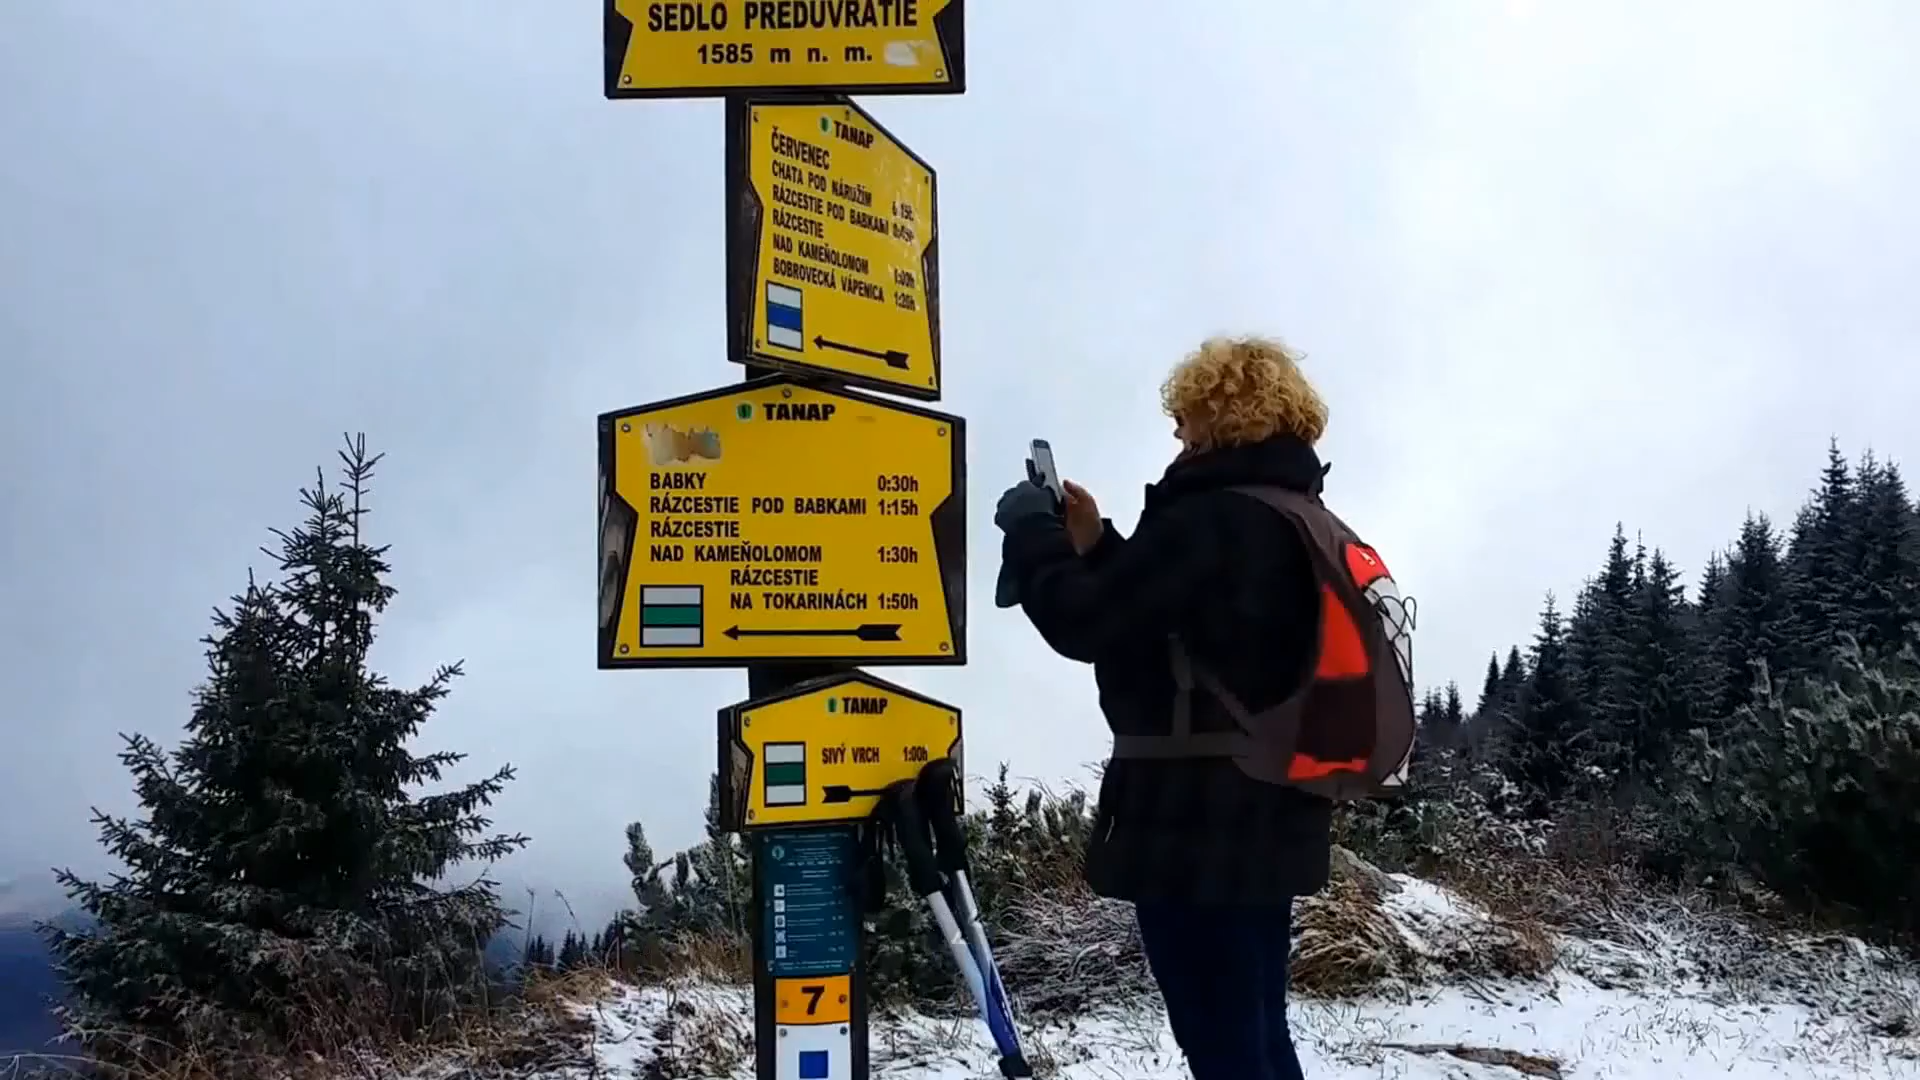 SEDLO PREDÚVRATIE
1585 m n. m.
TANAP
ČERVENEC
CHATA POD NÁRUŽÍM
RÁZCESTIE POD BABKAMI
RÁZCESTIE
NAD KAMEŇOLOMOM 1:00h
BOBROVECKÁ VÁPENICA 1:20h
TANAP
BABKY 0:30h
RÁZCESTIE POD BABKAMI 1:15h
RÁZCESTIE
NAD KAMEŇOLOMOM 1:30h
RÁZCESTIE
NA TOKARINÁCH 1:50h
TANAP
SIVÝ VRCH 1:00h
7